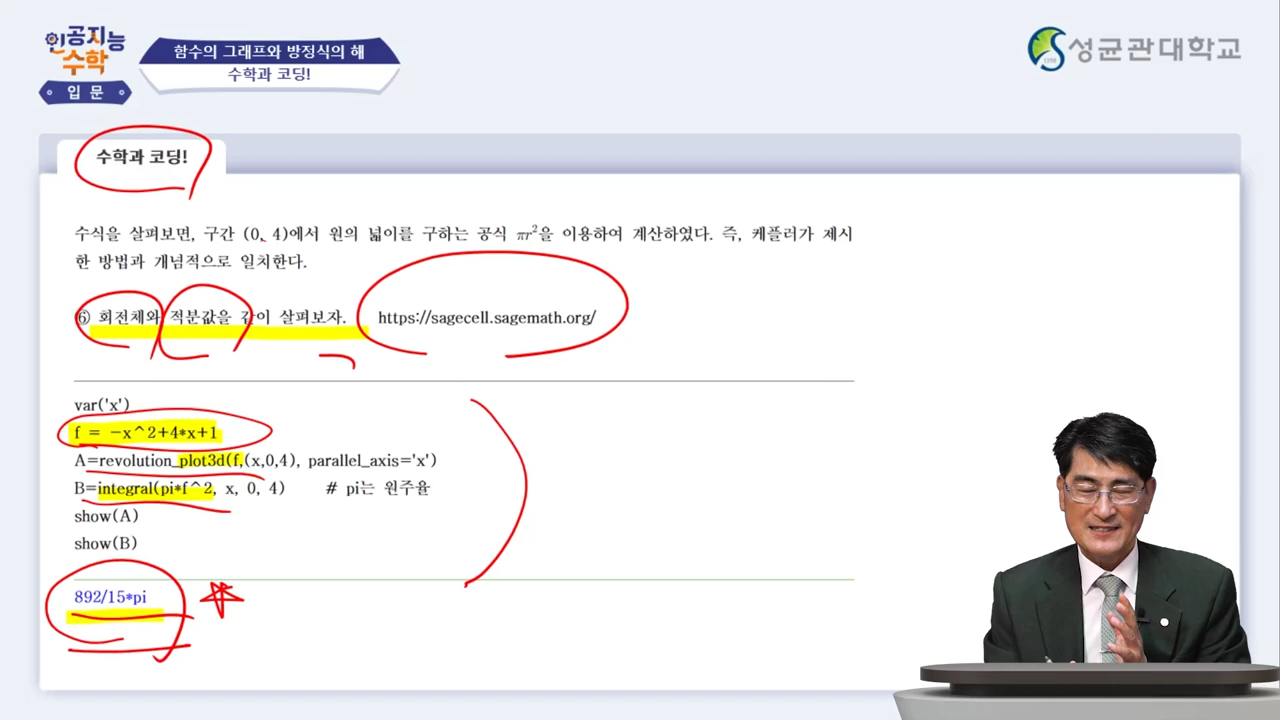 인공지능
수학
입문
함수의 그래프와 방정식의 해
수학과 코딩!
성균관대학교
수학과 코딩!
수식을 살펴보면, 구간 (0, 4)에서 원의 넓이를 구하는 공식 πr²을 이용하여 계산하였다. 즉, 케플러가 제시
한 방법과 개념적으로 일치한다.
⑥ 회전체와 적분값을 같이 살펴보자. https://sagecell.sagemath.org/
var('x')
f = -x^2+4*x+1
A=revolution_plot3d(f,(x,0,4), parallel_axis='x')
B=integral(pi*f^2, x, 0, 4) # pi는 원주율
show(A)
show(B)
892/15*pi